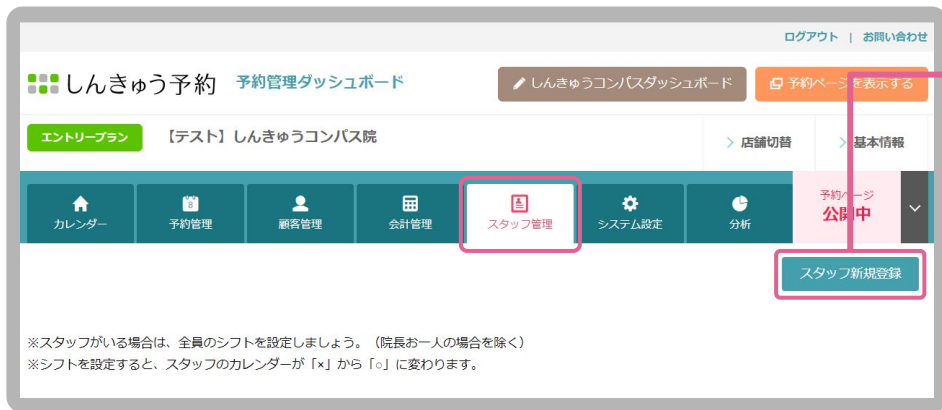 ログアウト | お問い合わせ
しんきゅう予約 予約管理ダッシュボード しんきゅうコンパスダッシュボード 予約ページを表示する
エントリープラン 【テスト】しんきゅうコンパス院 > 店舗切替 > 基本情報
カレンダー 8 予約管理 顧客管理 会計管理 スタッフ管理 システム設定 分析 予約ページ
公開中
スタッフ新規登録
※スタッフがいる場合は、全員のシフトを設定しましょう。（院長お一人の場合を除く）
※シフトを設定すると、スタッフのカレンダーが「×」から「○」に変わります。